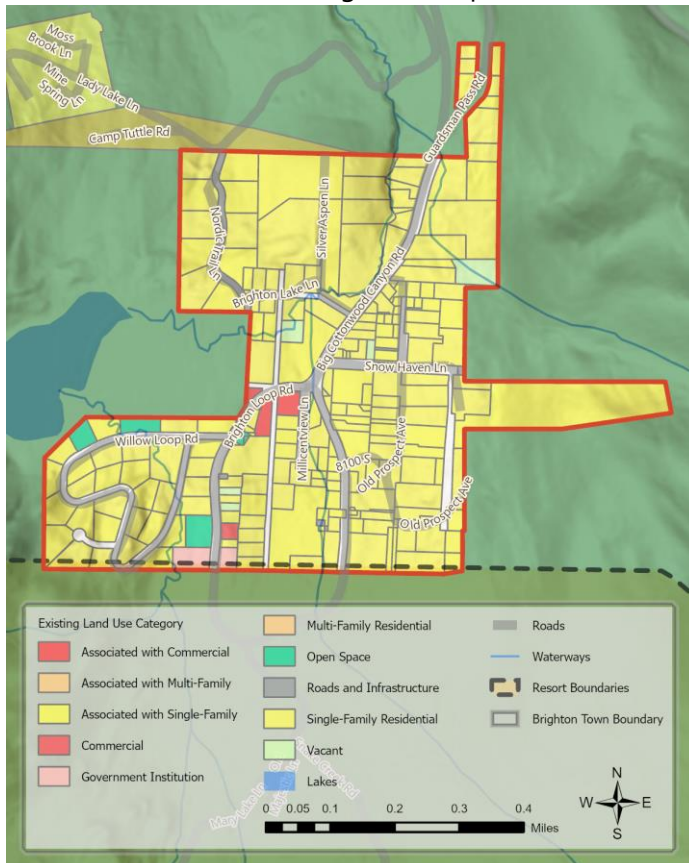 Moss
Brook Ln
Mine
Spring Ln
Lady Lake Ln
Camp Tuttle Rd
Guardsman Pass Rd
Nordic Trail Ln
Silver Aspen Ln
Brighton Lake Ln
Big Cottonwood Canyon Rd
Snow Haven Ln
Brighton Loop Rd
Willow Loop Rd
Millicentview Ln
8100 S
Old Prospect Ave
Old Prospect Ave
Existing Land Use Category
Associated with Commercial
Associated with Multi-Family
Associated with Single-Family
Commercial
Government Institution
Multi-Family Residential
Open Space
Roads and Infrastructure
Single-Family Residential
Vacant
Lakes
Roads
Waterways
Resort Boundaries
Brighton Town Boundary
N
W E
S
0 0.05 0.1 0.2 0.3 0.4
Miles